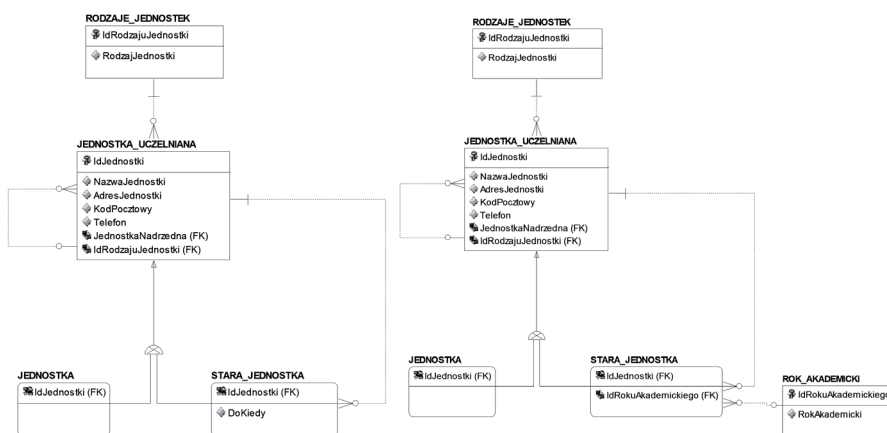 RODZAJE_JEDNOSTEK
IdRodzajuJednostki
RodzajJednostki
JEDNOSTKA_UCZELNIANA
IdJednostki
NazwaJednostki
AdresJednostki
KodPocztowy
Telefon
JednostkaNadrzedna (FK)
IdRodzajuJednostki (FK)
JEDNOSTKA
IdJednostki (FK)
STARA_JEDNOSTKA
IdJednostki (FK)
DoKiedy
RODZAJE_JEDNOSTEK
IdRodzajuJednostki
RodzajJednostki
JEDNOSTKA_UCZELNIANA
IdJednostki
NazwaJednostki
AdresJednostki
KodPocztowy
Telefon
JednostkaNadrzedna (FK)
IdRodzajuJednostki (FK)
JEDNOSTKA
IdJednostki (FK)
STARA_JEDNOSTKA
IdJednostki (FK)
IdRokuAkademickiego (FK)
ROK_AKADEMICKI
IdRokuAkademickiego
RokAkademicki